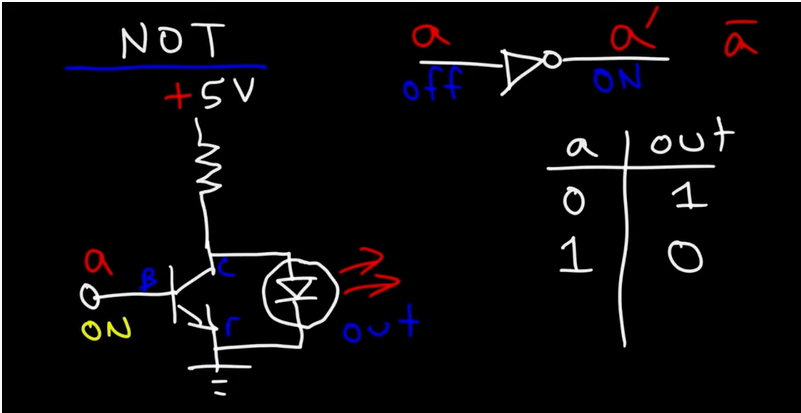 NOT
+5V
a
B
C
E
ON
out
a a' a̅
off ON
a out
0 1
1 0